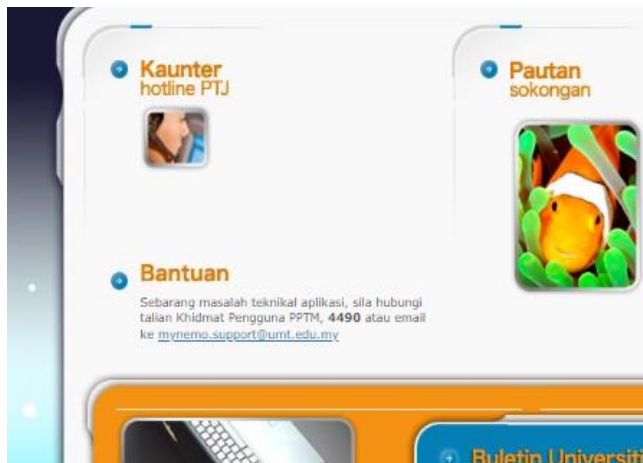 Kaunter
hotline PTJ
Pautan
sokongan
Bantuan
Sebarang masalah teknikal aplikasi, sila hubungi
talian Khidmat Pengguna PPTM, 4490 atau email
ke mynemo.support@umt.edu.my
Buletin Universit